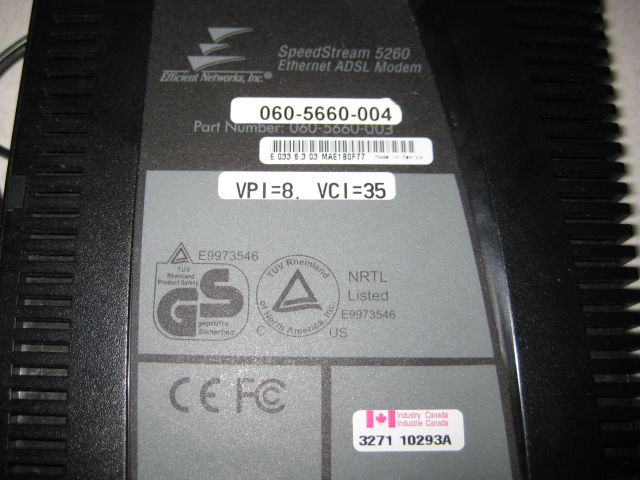 SpeedStream 5260
Ethernet ADSL Modem
Efficient Networks, Inc.®
060-5660-004
Part Number: 060-5660-003
E 033 6.3 03 MAE180F77 Made in Mexico
VPI=8, VCI=35
E9973546
TÜV
Rheinland
Product Safety
GS
geprüfte
Sicherheit
TÜV Rheinland
of North America, Inc.
C US
NRTL
Listed
E9973546
CE FC
Industry Canada
Industrie Canada
3271 10293A